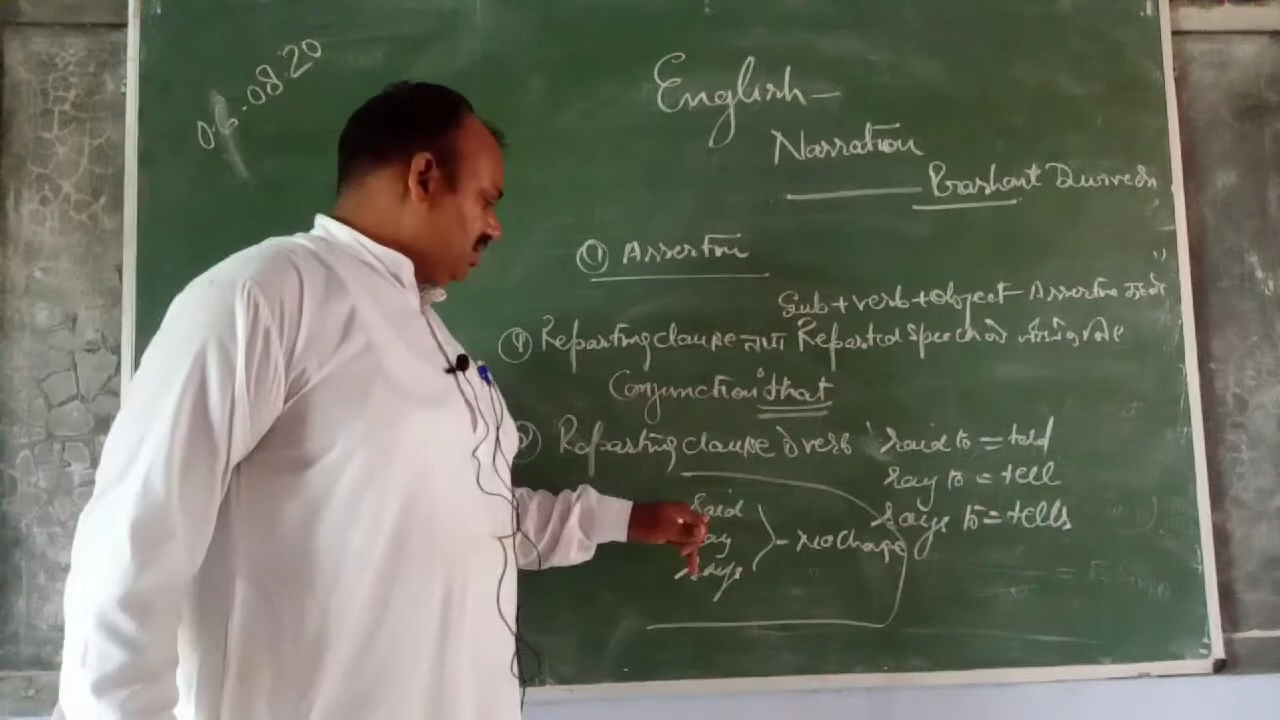 06.08.20
English -
Narration
Prashant Dwivedi
① Assertive
Sub + verb + object - Assertive
① Reporting clause तथा Reported speech को
Conjunction "that
Reporting clause verb said to = told
say to = tell
says to = tells
Said
say
says
} - no change